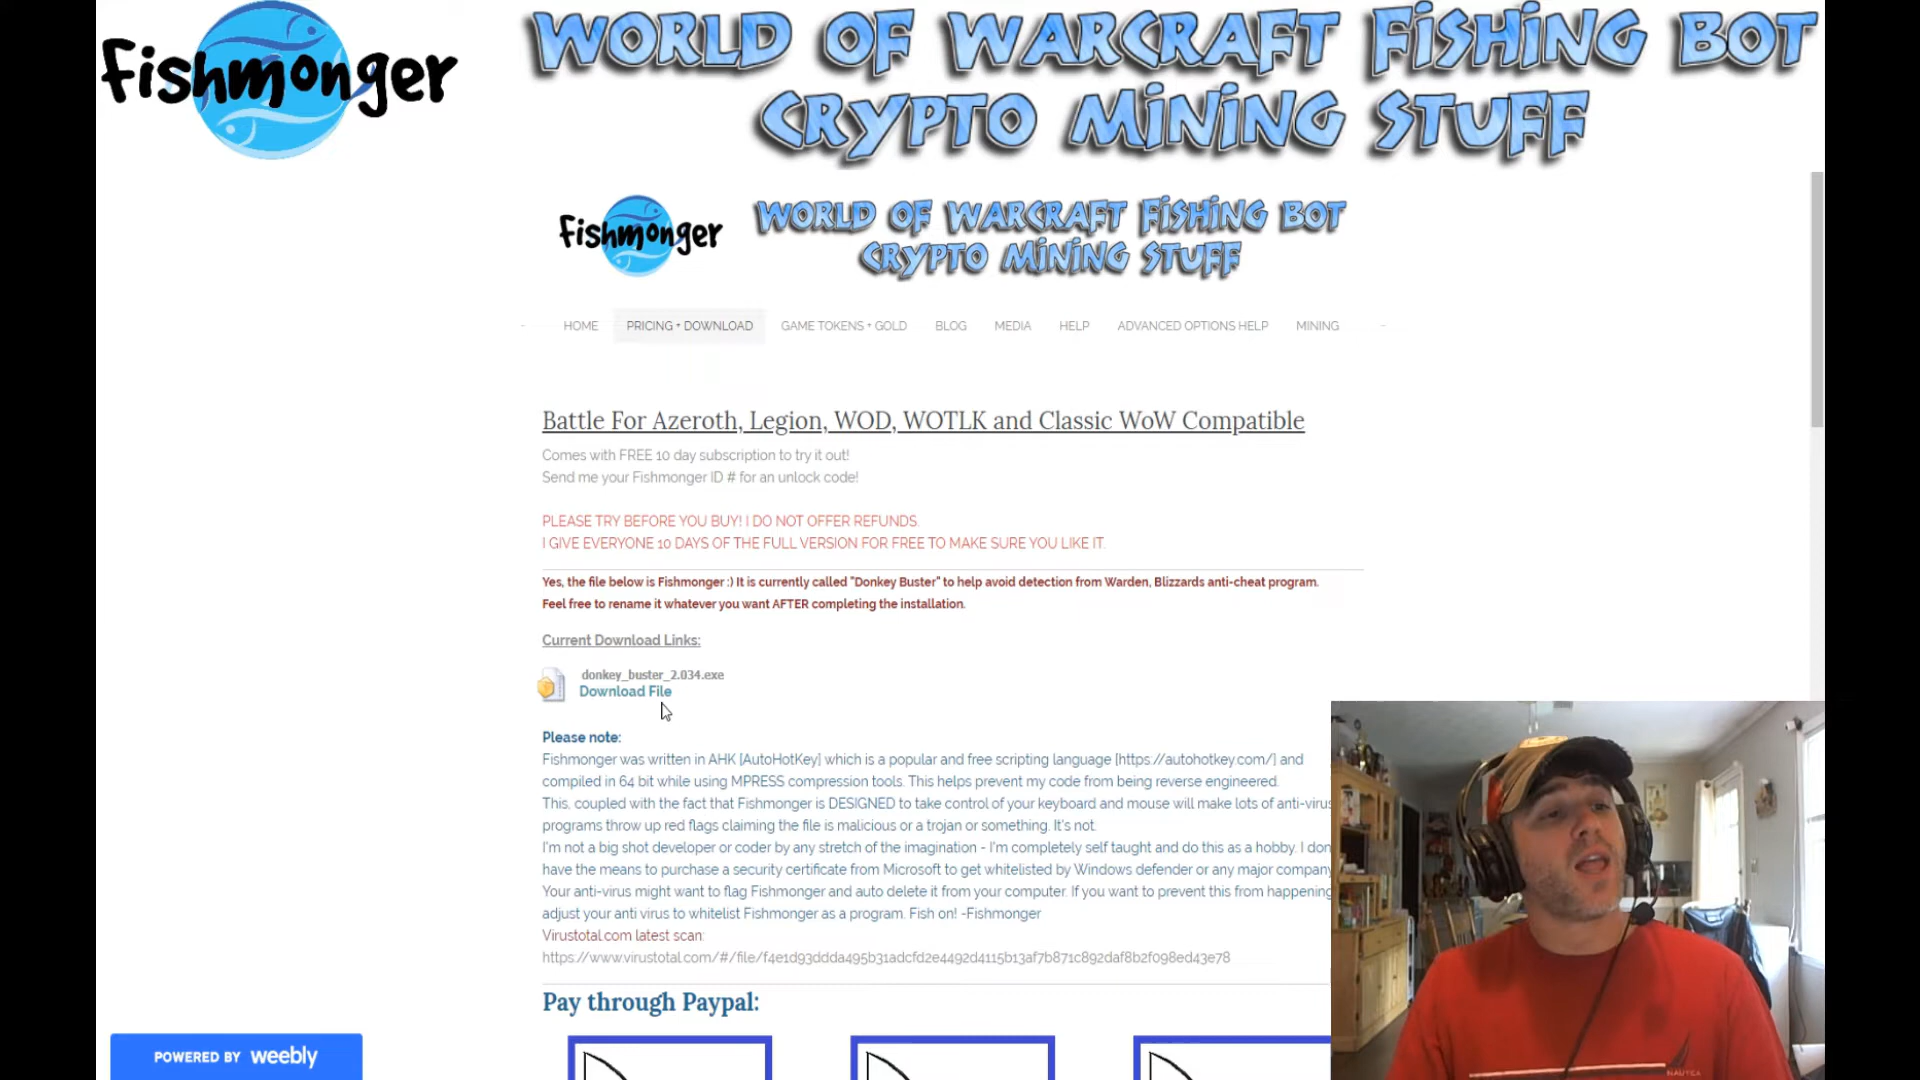 Fishmonger
WORLD OF WARCRAFT FISHING BOT
CRYPTO MINING STUFF
Fishmonger
WORLD OF WARCRAFT FISHING BOT
CRYPTO MINING STUFF
HOME PRICING + DOWNLOAD GAME TOKENS + GOLD BLOG MEDIA HELP ADVANCED OPTIONS HELP MINING
Battle For Azeroth, Legion, WOD, WOTLK and Classic WoW Compatible
Comes with FREE 10 day subscription to try it out!
Send me your Fishmonger ID # for an unlock code!
PLEASE TRY BEFORE YOU BUY! I DO NOT OFFER REFUNDS.
I GIVE EVERYONE 10 DAYS OF THE FULL VERSION FOR FREE TO MAKE SURE YOU LIKE IT.
Yes, the file below is Fishmonger :) It is currently called "Donkey Buster" to help avoid detection from Warden, Blizzards anti-cheat program.
Feel free to rename it whatever you want AFTER completing the installation.
Current Download Links:
donkey_buster_2.034.exe
Download File
Please note:
Fishmonger was written in AHK [AutoHotKey] which is a popular and free scripting language [https://autohotkey.com/] and
compiled in 64 bit while using MPRESS compression tools. This helps prevent my code from being reverse engineered.
This, coupled with the fact that Fishmonger is DESIGNED to take control of your keyboard and mouse will make lots of anti-virus
programs throw up red flags claiming the file is malicious or a trojan or something. It's not.
I'm not a big shot developer or coder by any stretch of the imagination - I'm completely self taught and do this as a hobby. I don
have the means to purchase a security certificate from Microsoft to get whitelisted by Windows defender or any major company
Your anti-virus might want to flag Fishmonger and auto delete it from your computer. If you want to prevent this from happening
adjust your anti virus to whitelist Fishmonger as a program. Fish on! -Fishmonger
Virustotal.com latest scan:
https://www.virustotal.com/#/file/f4e1d93ddda495b31adcfd2e4492d4115b13af7b871c892daf8b2f098ed43e78
Pay through Paypal:
POWERED BY weebly
NAUTICA